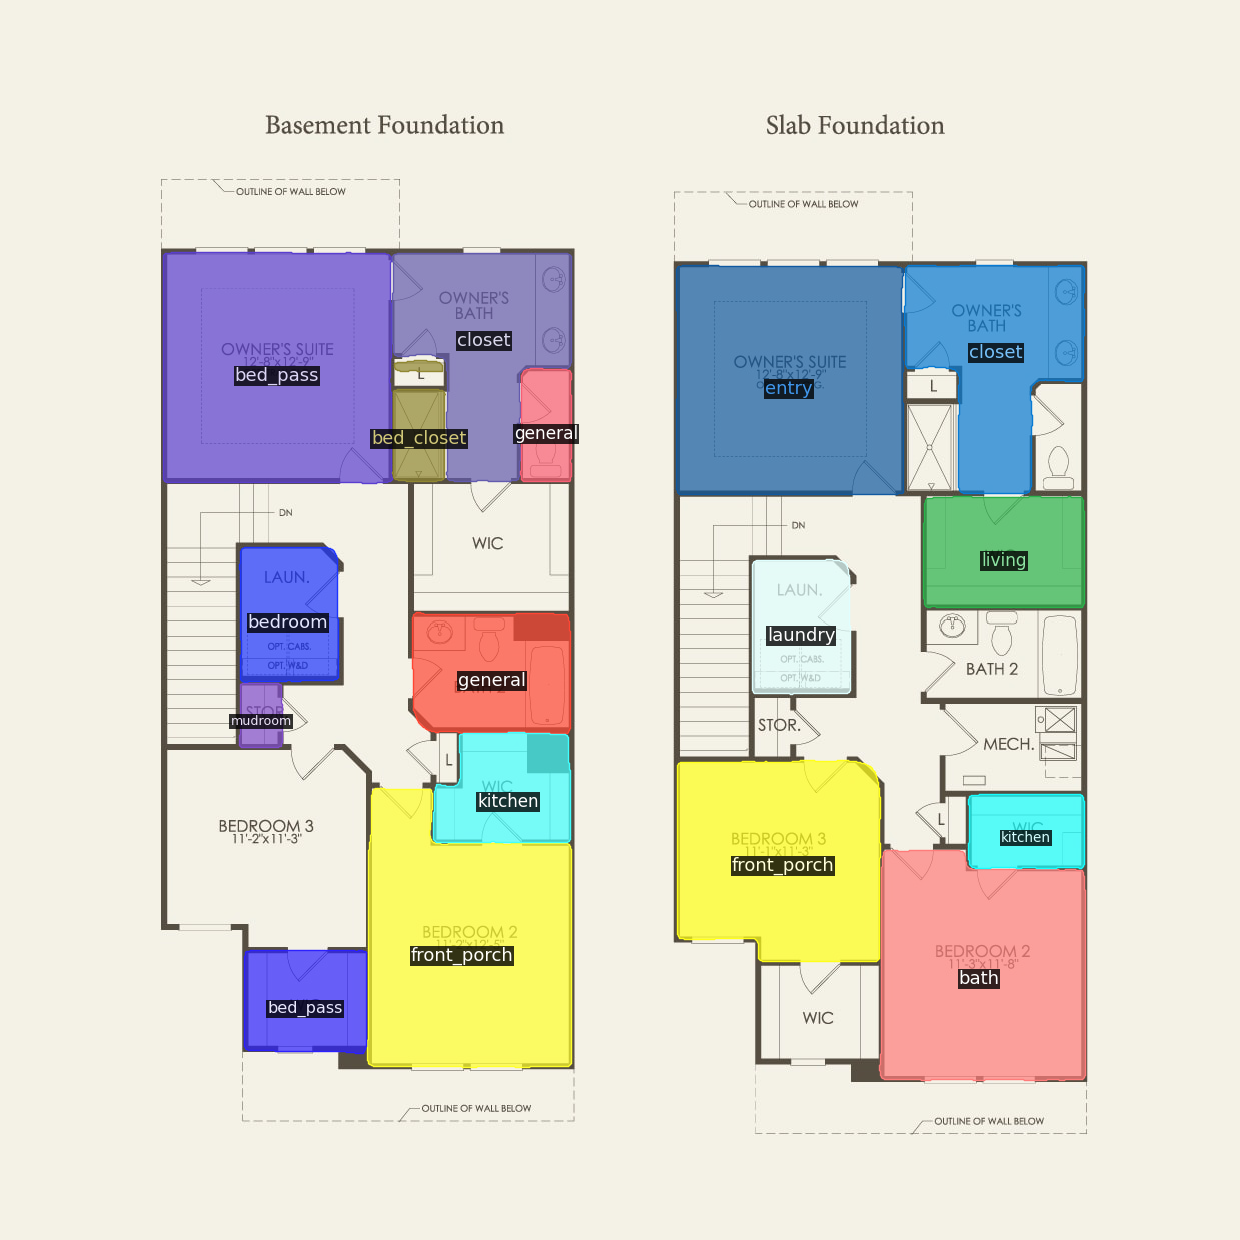 Basement Foundation
Slab Foundation
OUTLINE OF WALL BELOW
OUTLINE OF WALL BELOW
OWNER'S
BATH
closet
OWNER'S SUITE
12'-8"x12'-9"
bed_pass
L
bed_closet
general
DN
WIC
LAUN.
bedroom
OPT. CABS.
OPT. W&D
general
STOR.
mudroom
L
WIC
kitchen
BEDROOM 3
11'-2"x11'-3"
BEDROOM 2
11'-2"x12'-5"
front_porch
bed_pass
OUTLINE OF WALL BELOW
OWNER'S
BATH
closet
OWNER'S SUITE
12'-8"x12'-9"
entry
L
DN
living
LAUN.
laundry
OPT. CABS.
OPT. W&D
BATH 2
STOR.
MECH.
L
WIC
kitchen
BEDROOM 3
11'-1"x11'-3"
front_porch
BEDROOM 2
11'-3"x11'-8"
bath
WIC
OUTLINE OF WALL BELOW